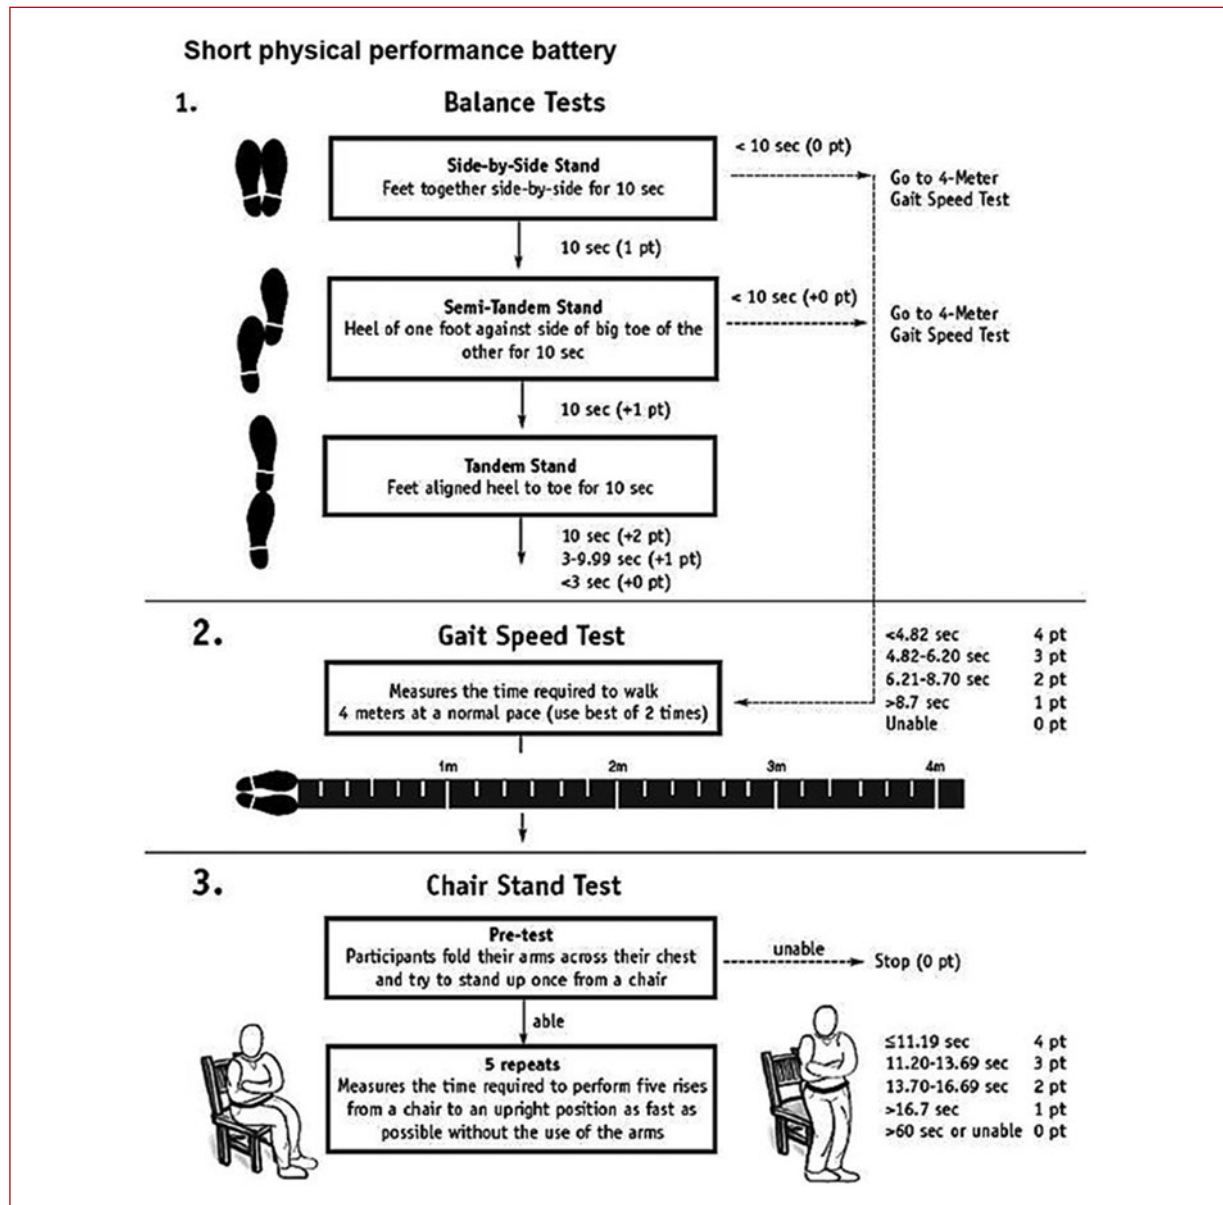 Short physical performance battery
1. Balance Tests
Side-by-Side Stand
Feet together side-by-side for 10 sec
< 10 sec (0 pt)
Go to 4-Meter
Gait Speed Test
10 sec (1 pt)
Semi-Tandem Stand
Heel of one foot against side of big toe of the
other for 10 sec
< 10 sec (+0 pt)
Go to 4-Meter
Gait Speed Test
10 sec (+1 pt)
Tandem Stand
Feet aligned heel to toe for 10 sec
10 sec (+2 pt)
3-9.99 sec (+1 pt)
<3 sec (+0 pt)
2. Gait Speed Test
Measures the time required to walk
4 meters at a normal pace (use best of 2 times)
<4.82 sec 4 pt
4.82-6.20 sec 3 pt
6.21-8.70 sec 2 pt
>8.7 sec 1 pt
Unable 0 pt
1m 2m 3m 4m
3. Chair Stand Test
Pre-test
Participants fold their arms across their chest
and try to stand up once from a chair
unable
Stop (0 pt)
able
5 repeats
Measures the time required to perform five rises
from a chair to an upright position as fast as
possible without the use of the arms
≤11.19 sec 4 pt
11.20-13.69 sec 3 pt
13.70-16.69 sec 2 pt
>16.7 sec 1 pt
>60 sec or unable 0 pt